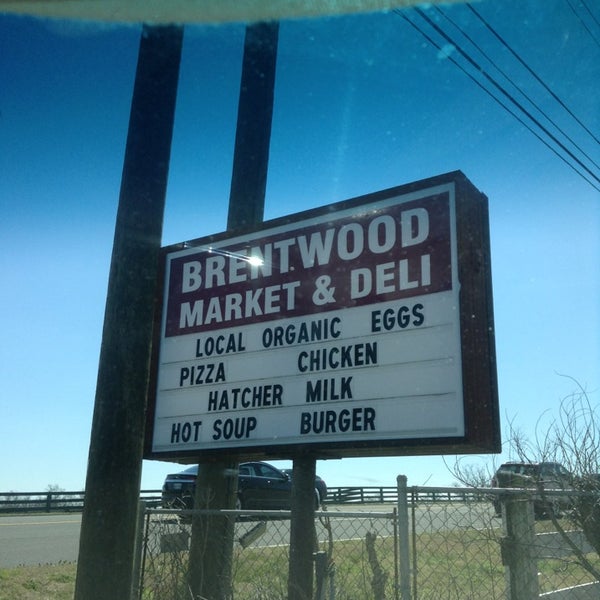 BRENTWOOD
MARKET & DELI
LOCAL ORGANIC EGGS
PIZZA CHICKEN
HATCHER MILK
HOT SOUP BURGER